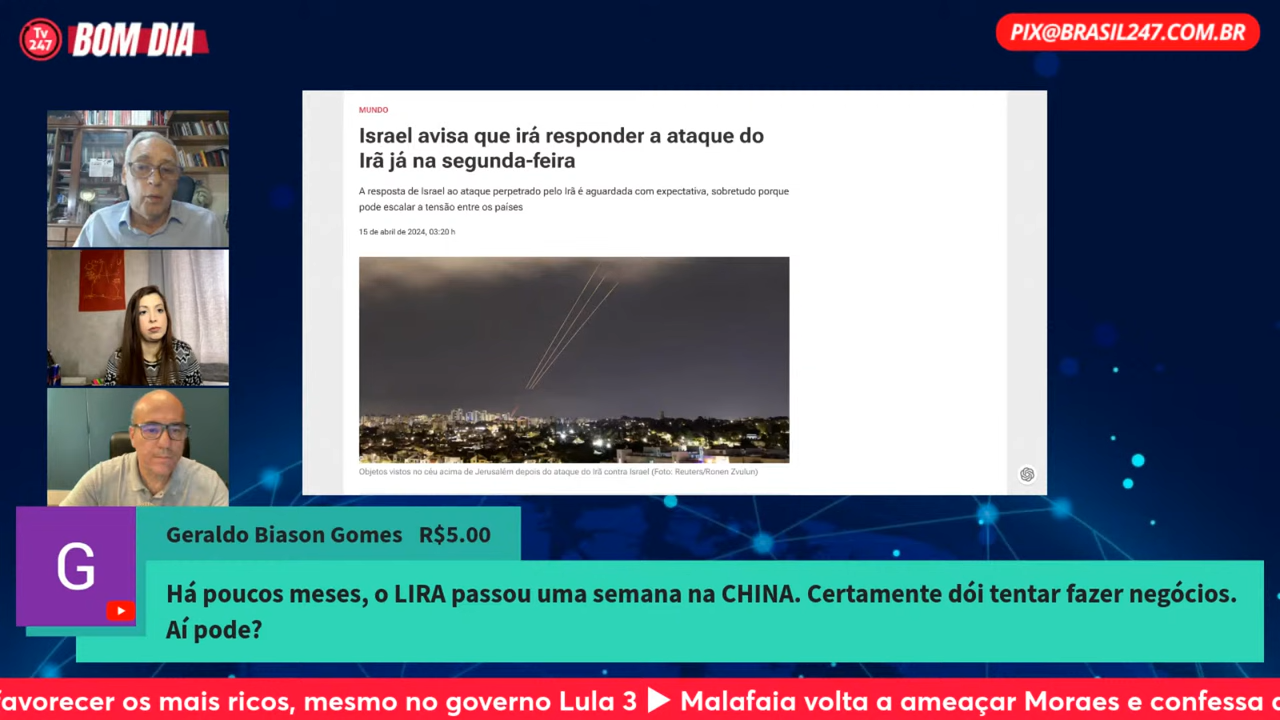 Tv 247 BOM DIA
PIX@BRASIL247.COM.BR
MUNDO
Israel avisa que irá responder a ataque do
Irã já na segunda-feira
A resposta de Israel ao ataque perpetrado pelo Irã é aguardada com expectativa, sobretudo porque
pode escalar a tensão entre os países
15 de abril de 2024, 03:20 h
Objetos vistos no céu acima de Jerusalém depois do ataque do Irã contra Israel (Foto: Reuters/Ronen Zvulun)
G
Geraldo Biason Gomes R$5.00
Há poucos meses, o LIRA passou uma semana na CHINA. Certamente dói tentar fazer negócios.
Aí pode?
favorecer os mais ricos, mesmo no governo Lula 3 ▶ Malafaia volta a ameaçar Moraes e confessa